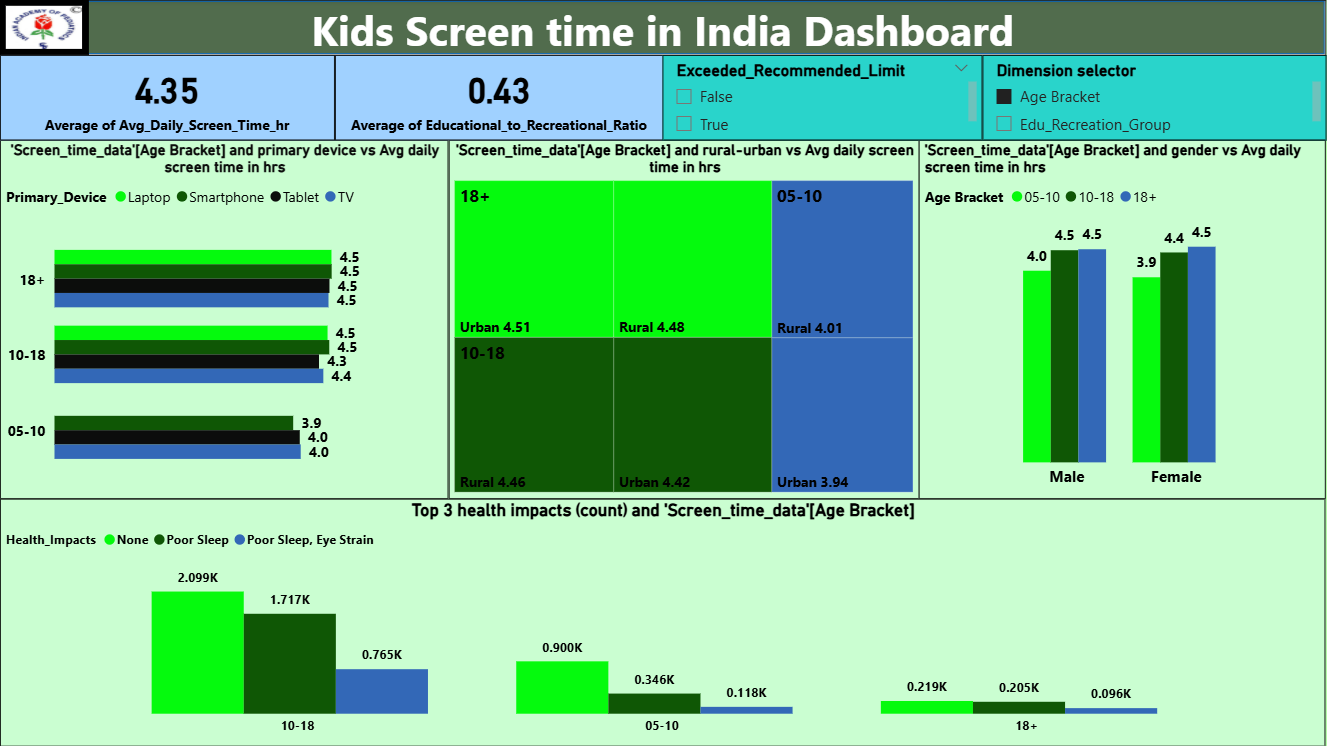 Kids Screen time in India Dashboard
4.35
Average of Avg_Daily_Screen_Time_hr
0.43
Average of Educational_to_Recreational_Ratio
Exceeded_Recommended_Limit
False
True
Dimension selector
Age Bracket
Edu_Recreation_Group
'Screen_time_data'[Age Bracket] and primary device vs Avg daily
screen time in hrs
Primary_Device Laptop Smartphone Tablet TV
18+
4.5
4.5
4.5
4.5
10-18
4.5
4.5
4.3
4.4
05-10
3.9
4.0
4.0
'Screen_time_data'[Age Bracket] and rural-urban vs Avg daily screen
time in hrs
18+
Urban 4.51
Rural 4.48
05-10
Rural 4.01
10-18
Rural 4.46
Urban 4.42
Urban 3.94
'Screen_time_data'[Age Bracket] and gender vs Avg daily
screen time in hrs
Age Bracket 05-10 10-18 18+
4.0 4.5 4.5
3.9 4.4 4.5
Male
Female
Top 3 health impacts (count) and 'Screen_time_data'[Age Bracket]
Health_Impacts None Poor Sleep Poor Sleep, Eye Strain
2.099K
1.717K
0.765K
10-18
0.900K
0.346K
0.118K
05-10
0.219K
0.205K
0.096K
18+